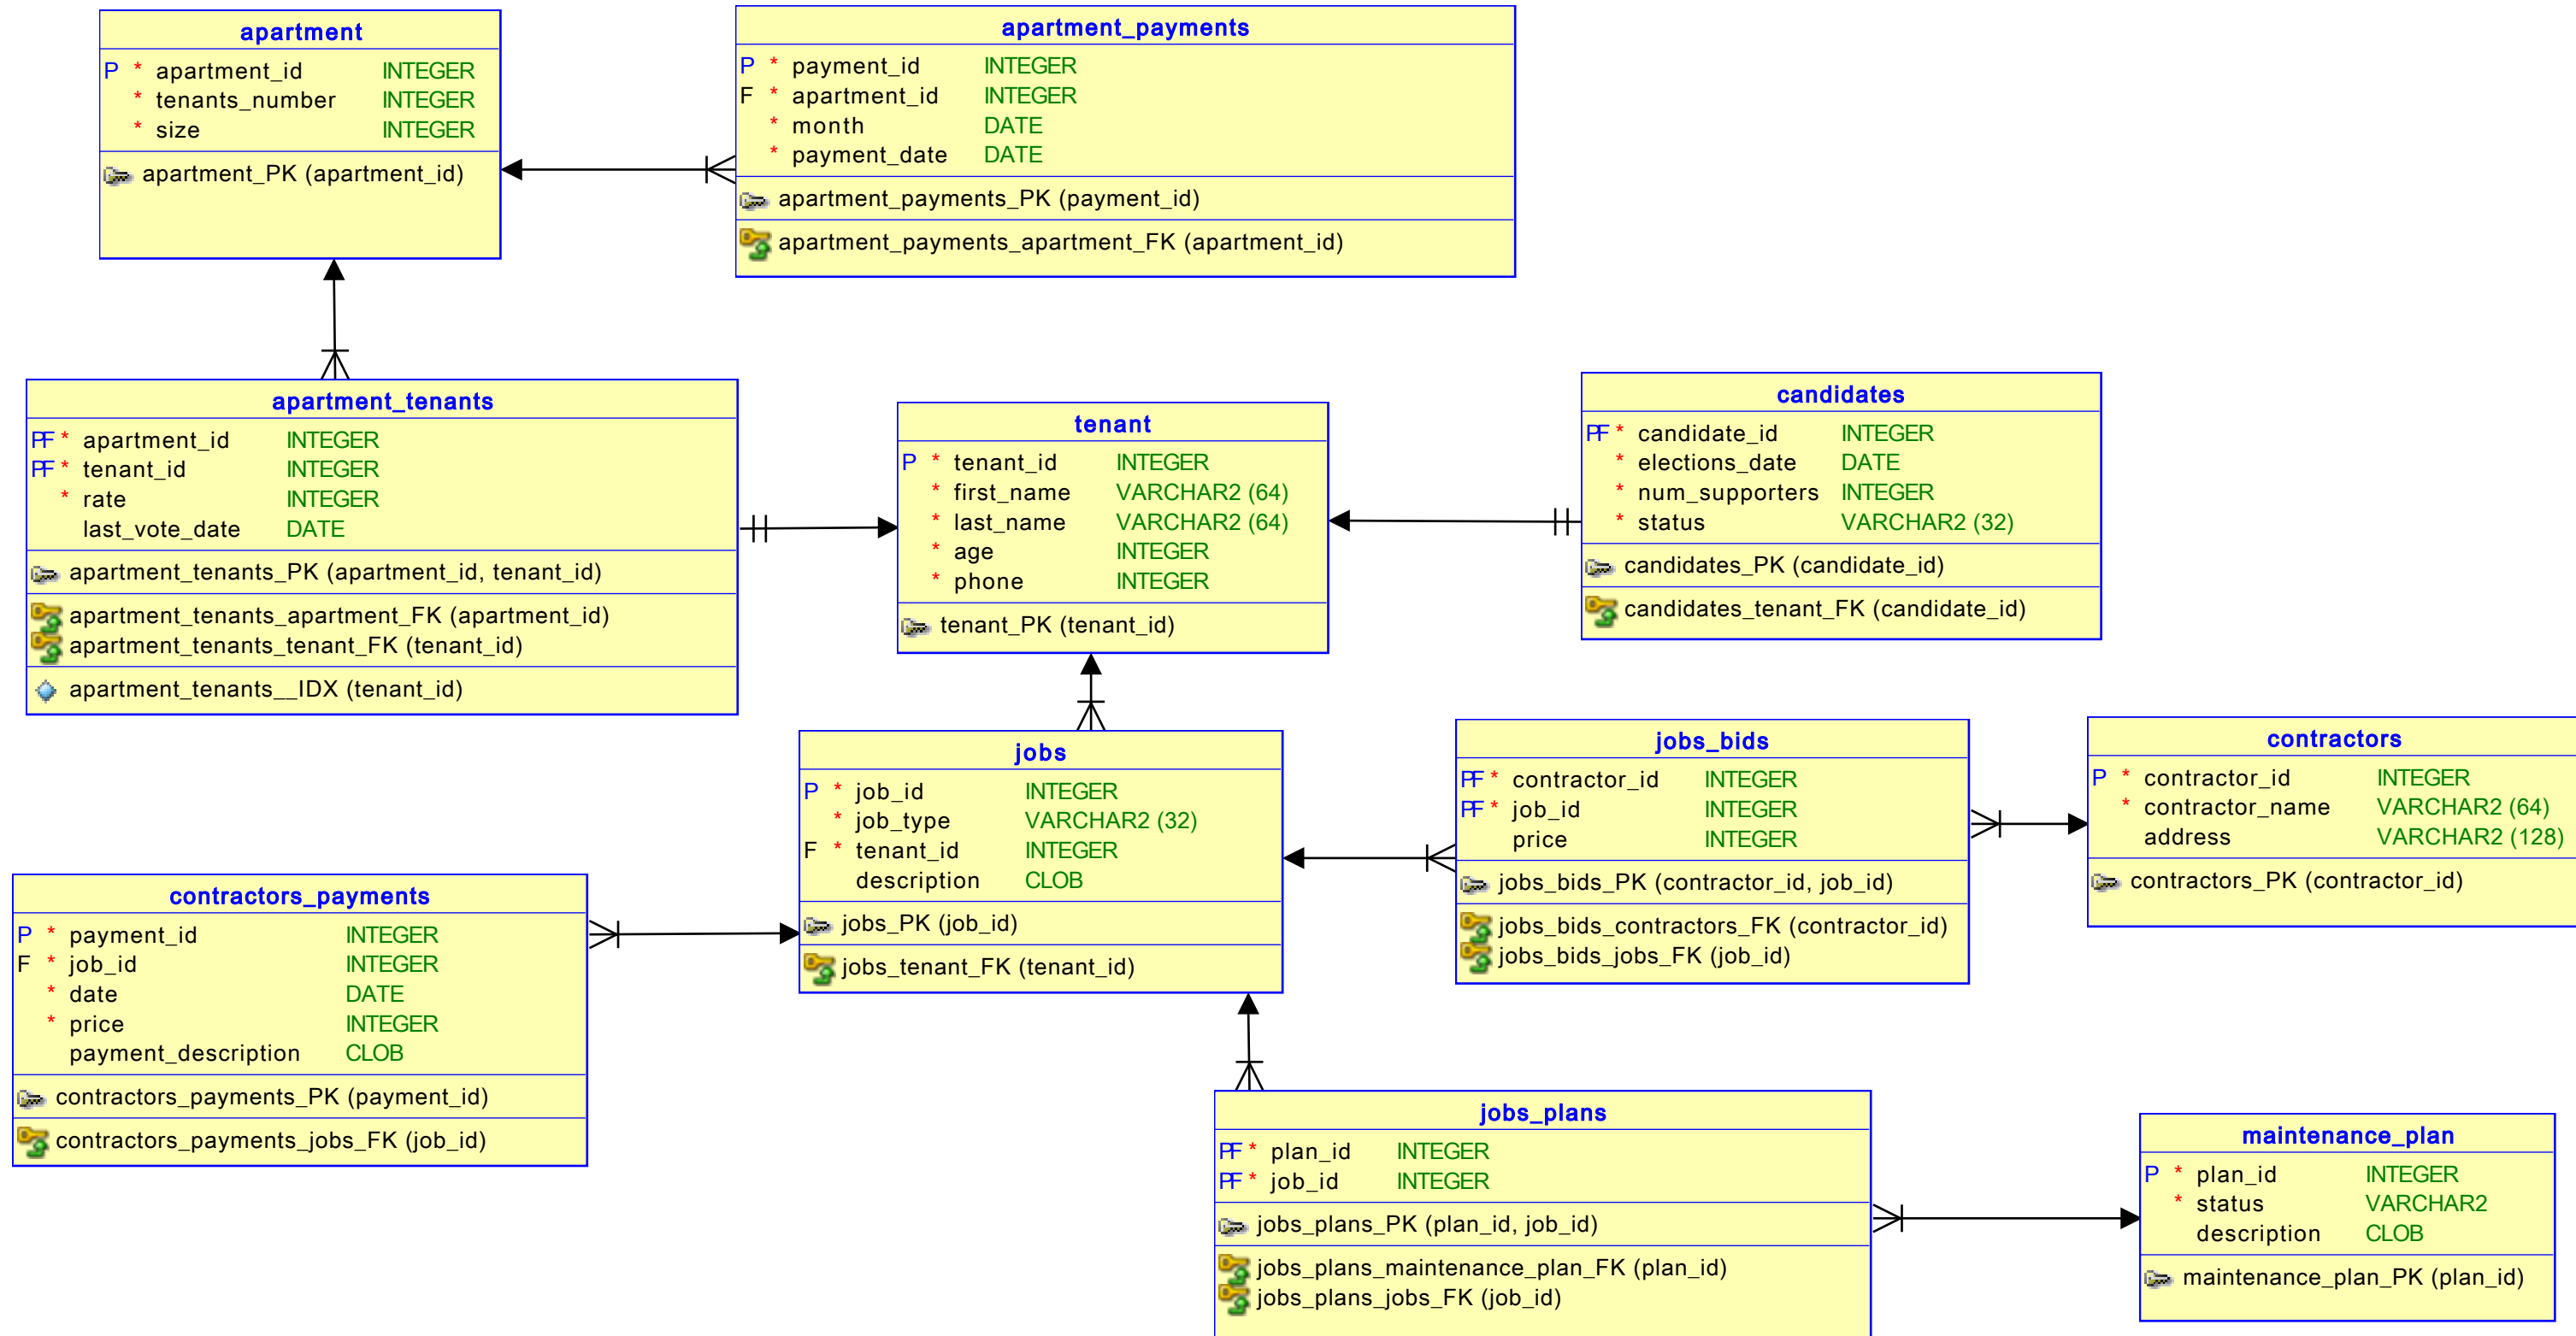 apartment
P * apartment_id INTEGER
* tenants_number INTEGER
* size INTEGER
apartment_PK (apartment_id)
apartment_payments
P * payment_id INTEGER
F * apartment_id INTEGER
* month DATE
* payment_date DATE
apartment_payments_PK (payment_id)
apartment_payments_apartment_FK (apartment_id)
apartment_tenants
PF * apartment_id INTEGER
PF * tenant_id INTEGER
* rate INTEGER
last_vote_date DATE
apartment_tenants_PK (apartment_id, tenant_id)
apartment_tenants_apartment_FK (apartment_id)
apartment_tenants_tenant_FK (tenant_id)
apartment_tenants__IDX (tenant_id)
tenant
P * tenant_id INTEGER
* first_name VARCHAR2 (64)
* last_name VARCHAR2 (64)
* age INTEGER
* phone INTEGER
tenant_PK (tenant_id)
candidates
PF * candidate_id INTEGER
* elections_date DATE
* num_supporters INTEGER
* status VARCHAR2 (32)
candidates_PK (candidate_id)
candidates_tenant_FK (candidate_id)
jobs
P * job_id INTEGER
* job_type VARCHAR2 (32)
F * tenant_id INTEGER
description CLOB
jobs_PK (job_id)
jobs_tenant_FK (tenant_id)
jobs_bids
PF * contractor_id INTEGER
PF * job_id INTEGER
price INTEGER
jobs_bids_PK (contractor_id, job_id)
jobs_bids_contractors_FK (contractor_id)
jobs_bids_jobs_FK (job_id)
contractors
P * contractor_id INTEGER
* contractor_name VARCHAR2 (64)
address VARCHAR2 (128)
contractors_PK (contractor_id)
contractors_payments
P * payment_id INTEGER
F * job_id INTEGER
* date DATE
* price INTEGER
payment_description CLOB
contractors_payments_PK (payment_id)
contractors_payments_jobs_FK (job_id)
jobs_plans
PF * plan_id INTEGER
PF * job_id INTEGER
jobs_plans_PK (plan_id, job_id)
jobs_plans_maintenance_plan_FK (plan_id)
jobs_plans_jobs_FK (job_id)
maintenance_plan
P * plan_id INTEGER
* status VARCHAR2
description CLOB
maintenance_plan_PK (plan_id)